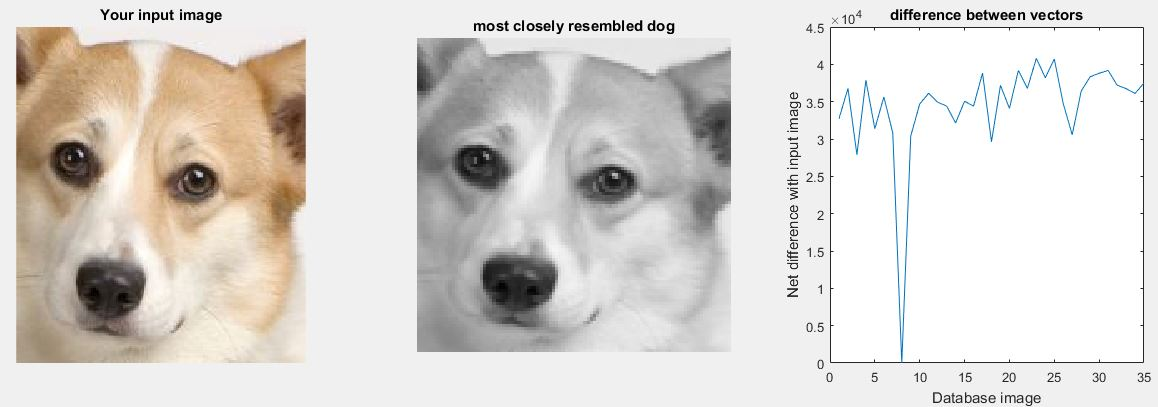 Your input image
most closely resembled dog
difference between vectors
×10⁴
4.5
4
3.5
3
2.5
2
1.5
1
0.5
0
Net difference with input image
0 5 10 15 20 25 30 35
Database image